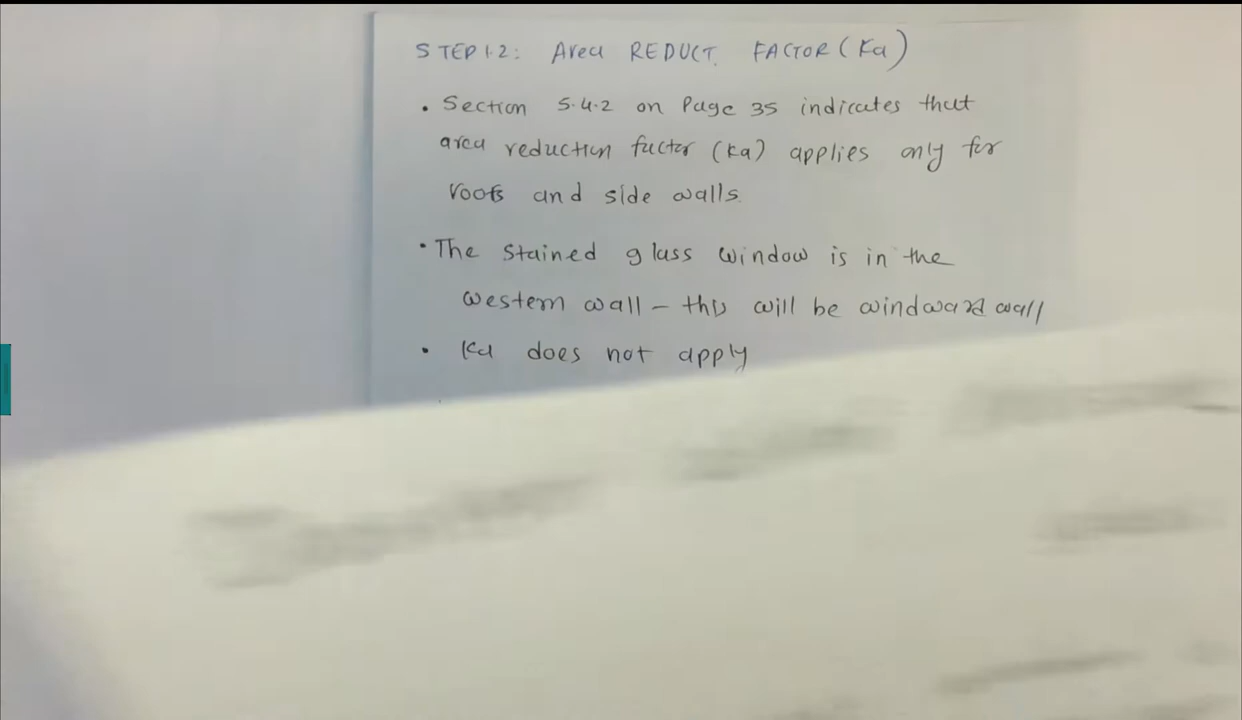 STEP 1.2: Area REDUCT. FACTOR (Ka)
• Section 5.4.2 on Page 35 indicates that
area reduction factor (Ka) applies only for
roofs and side walls.
• The stained glass window is in the
western wall – this will be windward wall
• Ka does not apply